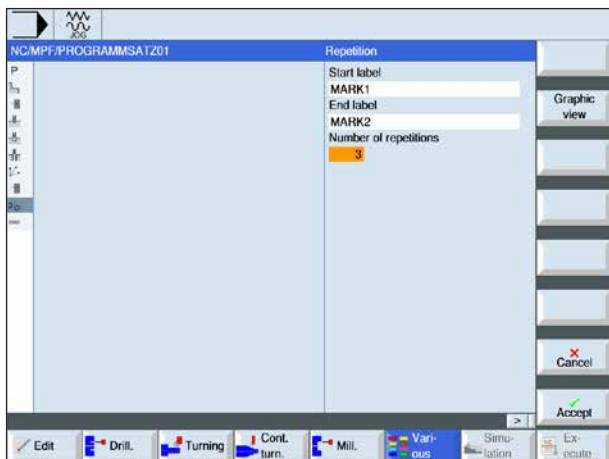 JOG
NC/MPF/PROGRAMMSATZ01
Repetition
P
Start label
MARK1
End label
MARK2
Number of repetitions
3
Graphic
view
Cancel
Accept
>
Edit
Drill.
Turning
Cont.
turn.
Mill.
Vari-
ous
Simu-
lation
Ex-
ecute